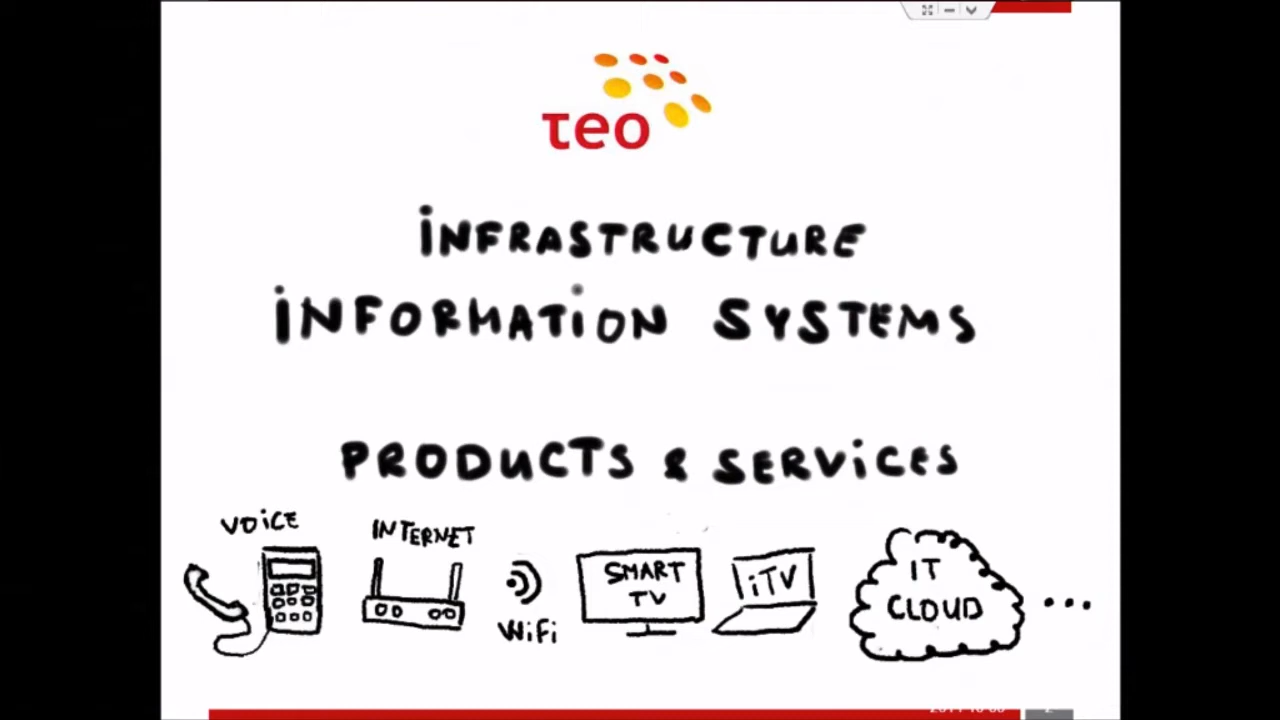 teo
INFRASTRUCTURE
INFORMATION SYSTEMS
PRODUCTS & SERVICES
VOICE
INTERNET
WiFi
SMART
TV
iTV
IT
CLOUD
...